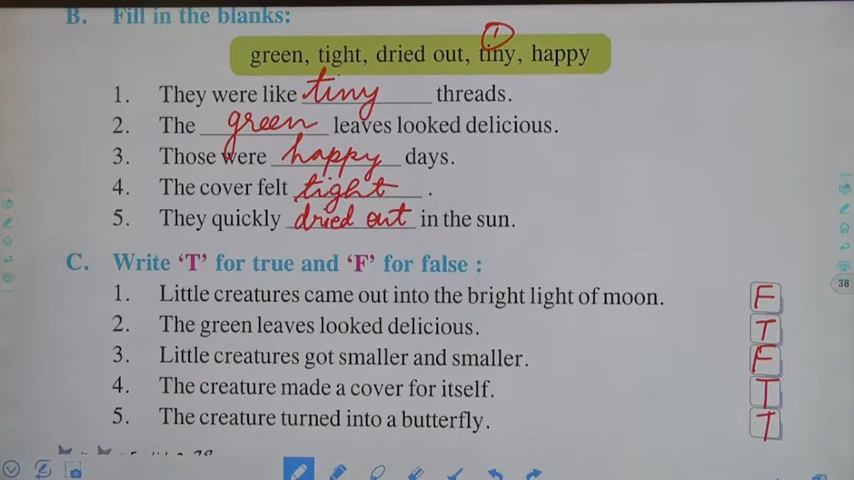 B. Fill in the blanks:
1
green, tight, dried out, tiny, happy
1. They were like tiny threads.
2. The green leaves looked delicious.
3. Those were happy days.
4. The cover felt tight.
5. They quickly dried out in the sun.
C. Write ‘T’ for true and ‘F’ for false :
1. Little creatures came out into the bright light of moon. F
2. The green leaves looked delicious. T
38
3. Little creatures got smaller and smaller. F
4. The creature made a cover for itself. T
5. The creature turned into a butterfly. T